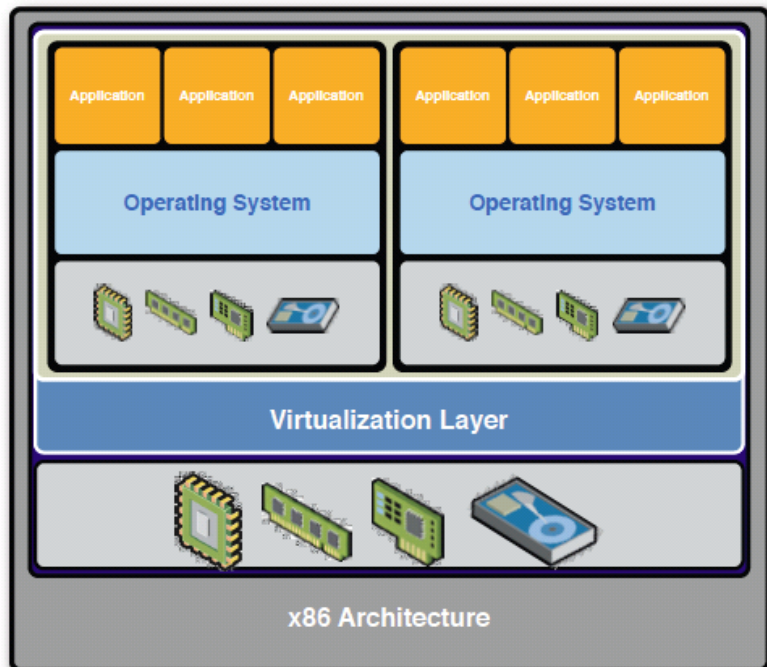 Application Application Application Application Application Application
Operating System Operating System
Virtualization Layer
x86 Architecture